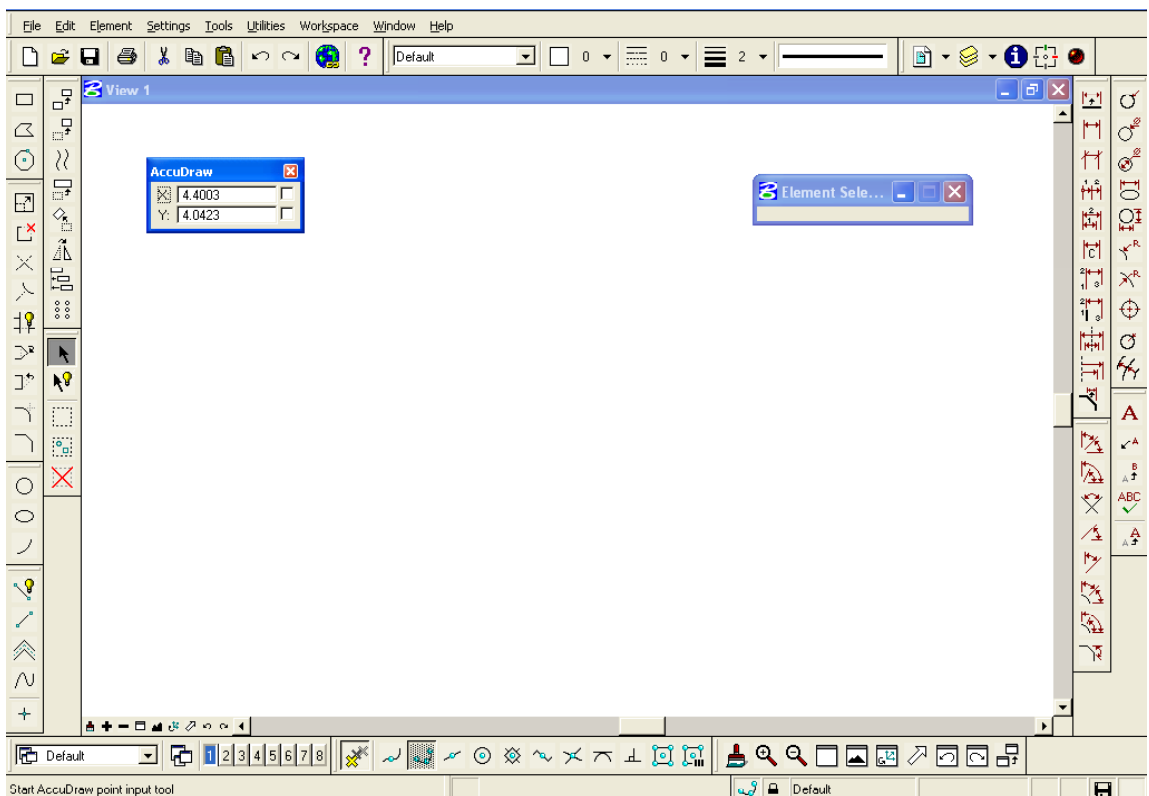 File Edit Element Settings Tools Utilities Workspace Window Help
? Default 0 0 2
View 1
AccuDraw
X: 4.4003
Y: 4.0423
Element Sele...
A
ABC
Default 1 2 3 4 5 6 7 8
Start AccuDraw point input tool Default